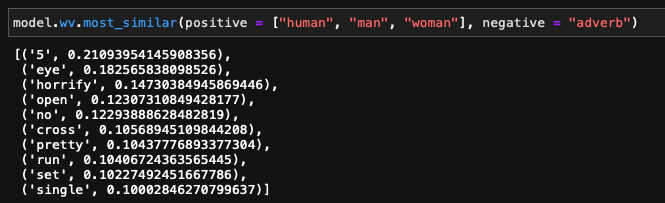 model.wv.most_similar(positive = ["human", "man", "woman"], negative = "adverb")
[('5', 0.21093954145908356),
('eye', 0.182565838098526),
('horrify', 0.14730384945869446),
('open', 0.12307310849428177),
('no', 0.12293888628482819),
('cross', 0.10568945109844208),
('pretty', 0.10437776893377304),
('run', 0.10406724363565445),
('set', 0.10227492451667786),
('single', 0.10002846270799637)]